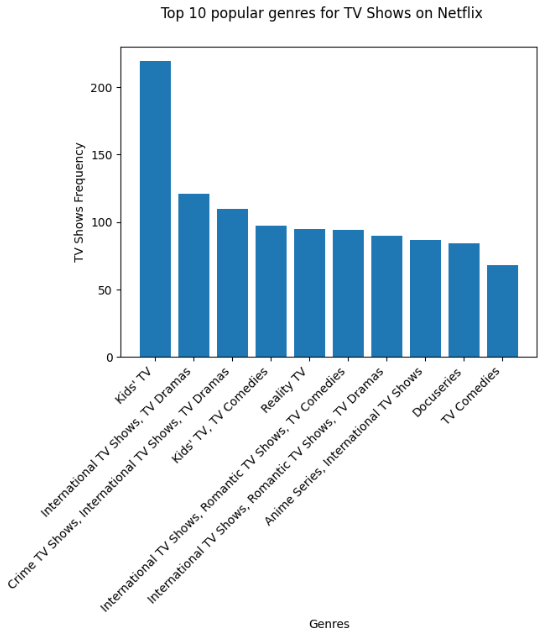 Top 10 popular genres for TV Shows on Netflix
TV Shows Frequency
200
150
100
50
0
Kids' TV
International TV Shows, TV Dramas
Crime TV Shows, International TV Shows, TV Dramas
Kids' TV, TV Comedies
Reality TV
International TV Shows, Romantic TV Shows, TV Comedies
International TV Shows, Romantic TV Shows, TV Dramas
Anime Series, International TV Shows
Docuseries
TV Comedies
Genres